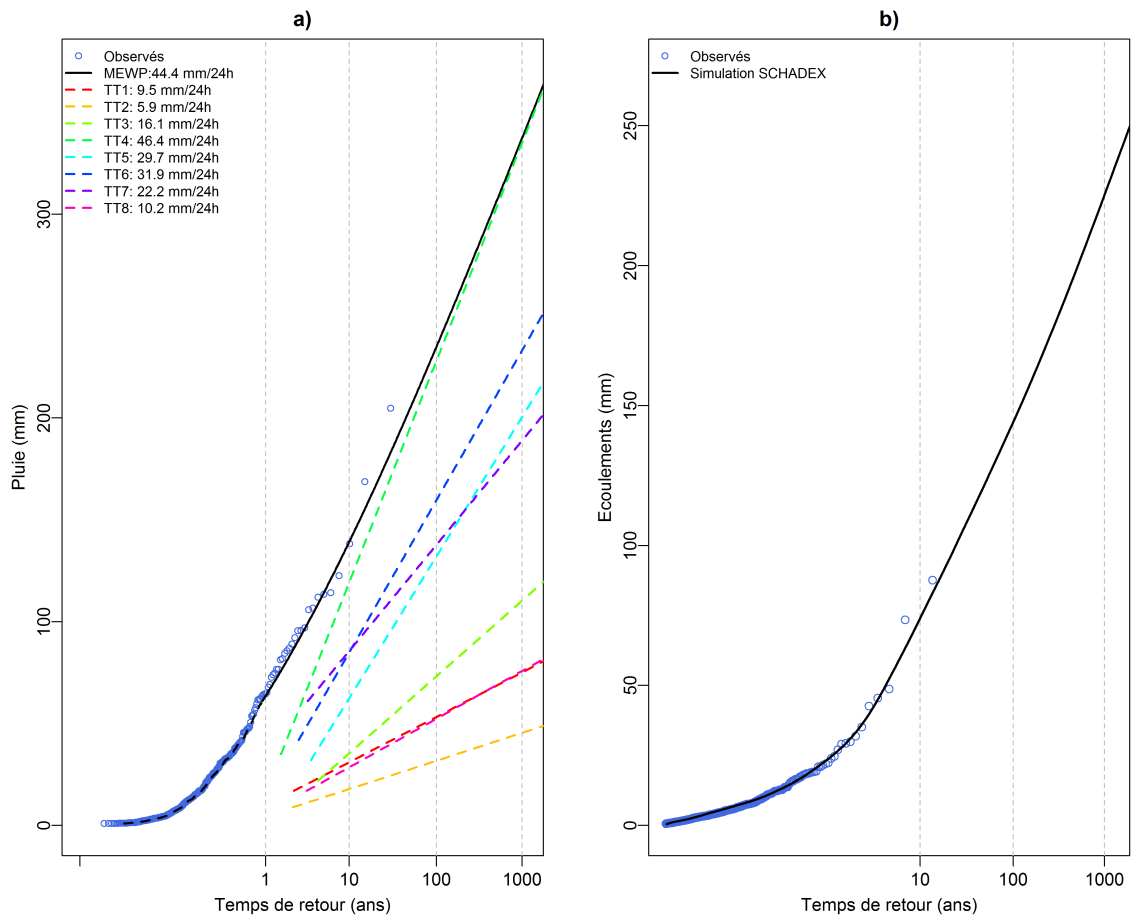 a)
Observés
MEWP:44.4 mm/24h
TT1: 9.5 mm/24h
TT2: 5.9 mm/24h
TT3: 16.1 mm/24h
TT4: 46.4 mm/24h
TT5: 29.7 mm/24h
TT6: 31.9 mm/24h
TT7: 22.2 mm/24h
TT8: 10.2 mm/24h
300
200
100
0
Pluie (mm)
1 10 100 1000
Temps de retour (ans)
b)
Observés
Simulation SCHADEX
250
200
150
100
50
0
Ecoulements (mm)
10 100 1000
Temps de retour (ans)